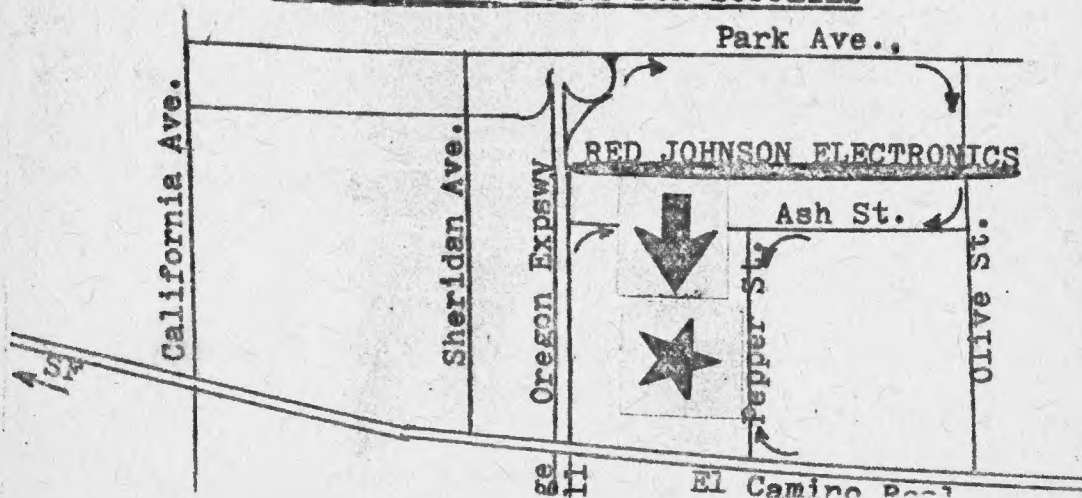 Park Ave.,
California Ave.
Sheridan Ave.
Oregon Expswy
RED JOHNSON ELECTRONICS
Ash St.
Pepper St.
Olive St.
SF
El Camino Real